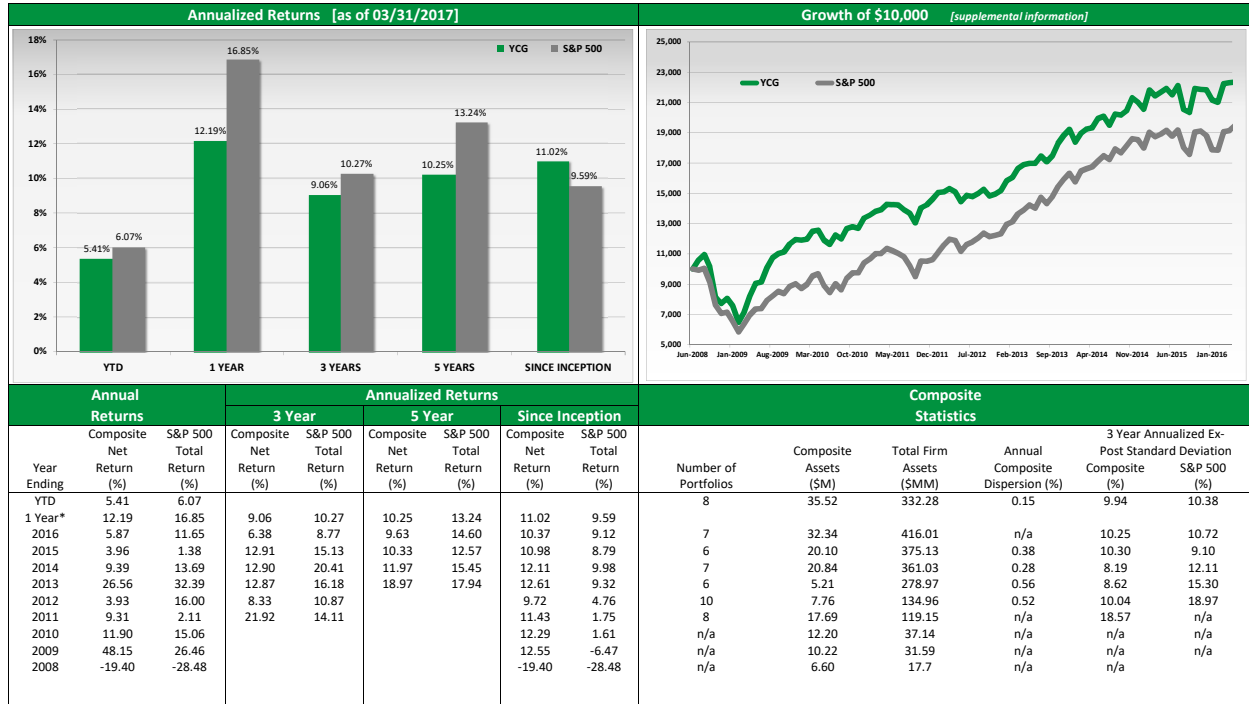 Annualized Returns [as of 03/31/2017]
18%
16%
14%
12%
10%
8%
6%
4%
2%
0%
YCG S&P 500
5.41% 6.07%
12.19% 16.85%
9.06% 10.27%
10.25% 13.24%
11.02% 9.59%
YTD 1 YEAR 3 YEARS 5 YEARS SINCE INCEPTION
Growth of $10,000 [supplemental information]
25,000
23,000
21,000
19,000
17,000
15,000
13,000
11,000
9,000
7,000
5,000
YCG S&P 500
Jun-2008 Jan-2009 Aug-2009 Mar-2010 Oct-2010 May-2011 Dec-2011 Jul-2012 Feb-2013 Sep-2013 Apr-2014 Nov-2014 Jun-2015 Jan-2016
Annual Annualized Returns
Returns 3 Year 5 Year Since Inception
Composite S&P 500 Composite S&P 500 Composite S&P 500 Composite S&P 500
Net Total Net Total Net Total Net Total
Year Return Return Return Return Return Return Return Return
Ending (%) (%) (%) (%) (%) (%) (%) (%)
YTD 5.41 6.07
1 Year* 12.19 16.85 9.06 10.27 10.25 13.24 11.02 9.59
2016 5.87 11.65 6.38 8.77 9.63 14.60 10.37 9.12
2015 3.96 1.38 12.91 15.13 10.33 12.57 10.98 8.79
2014 9.39 13.69 12.90 20.41 11.97 15.45 12.11 9.98
2013 26.56 32.39 12.87 16.18 18.97 17.94 12.61 9.32
2012 3.93 16.00 8.33 10.87 9.72 4.76
2011 9.31 2.11 21.92 14.11 11.43 1.75
2010 11.90 15.06 12.29 1.61
2009 48.15 26.46 12.55 -6.47
2008 -19.40 -28.48 -19.40 -28.48
Composite
Statistics
3 Year Annualized Ex-
Composite Total Firm Annual Post Standard Deviation
Number of Assets Assets Composite Composite S&P 500
Portfolios ($M) ($MM) Dispersion (%) (%) (%)
8 35.52 332.28 0.15 9.94 10.38
7 32.34 416.01 n/a 10.25 10.72
6 20.10 375.13 0.38 10.30 9.10
7 20.84 361.03 0.28 8.19 12.11
6 5.21 278.97 0.56 8.62 15.30
10 7.76 134.96 0.52 10.04 18.97
8 17.69 119.15 n/a 18.57 n/a
n/a 12.20 37.14 n/a n/a n/a
n/a 10.22 31.59 n/a n/a n/a
n/a 6.60 17.7 n/a n/a